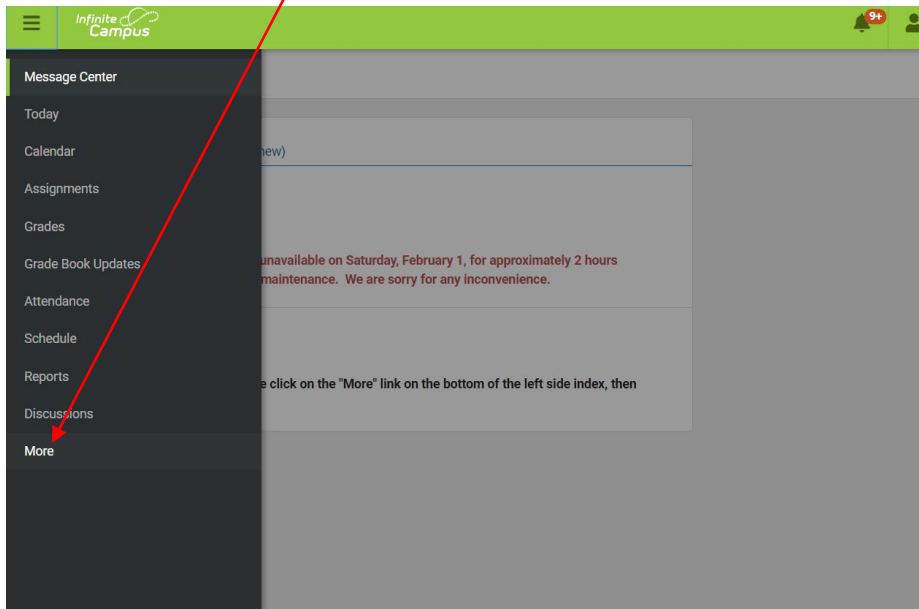 Infinite
Campus
9+
Message Center
Today
Calendar
new)
Assignments
Grades
Grade Book Updates
unavailable on Saturday, February 1, for approximately 2 hours
maintenance. We are sorry for any inconvenience.
Attendance
Schedule
Reports
e click on the "More" link on the bottom of the left side index, then
Discussions
More